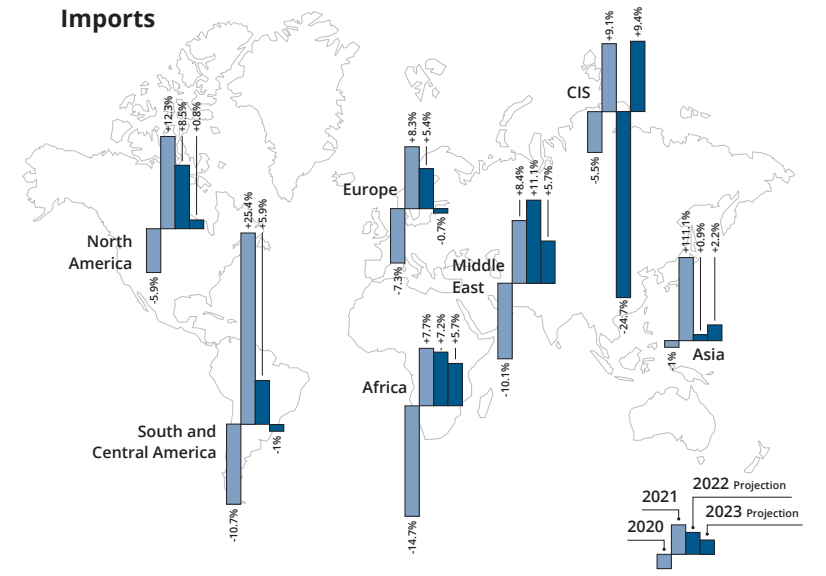 Imports
+12.3%
+8.5%
+0.8%
North
America
-5.9%
+25.4%
+5.9%
South and
Central America
-10.7%
-1%
+8.3%
+5.4%
Europe
-7.3%
-0.7%
+8.4%
+11.1%
+5.7%
Middle
East
-10.1%
+7.7%
+7.2%
+5.7%
Africa
-14.7%
+9.1%
+9.4%
CIS
-5.5%
-24.7%
+111.1%
+0.9%
+2.2%
-1%
Asia
2020
2021
2022 Projection
2023 Projection